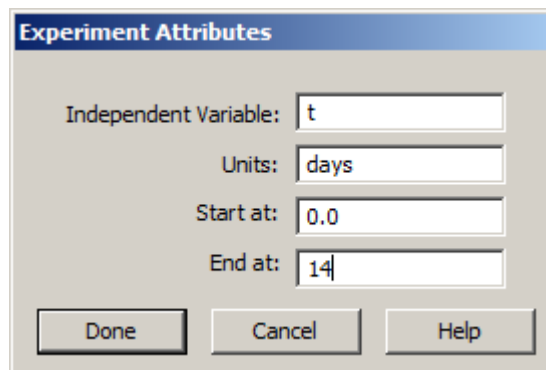 Experiment Attributes
Independent Variable: t
Units: days
Start at: 0.0
End at: 14
Done Cancel Help